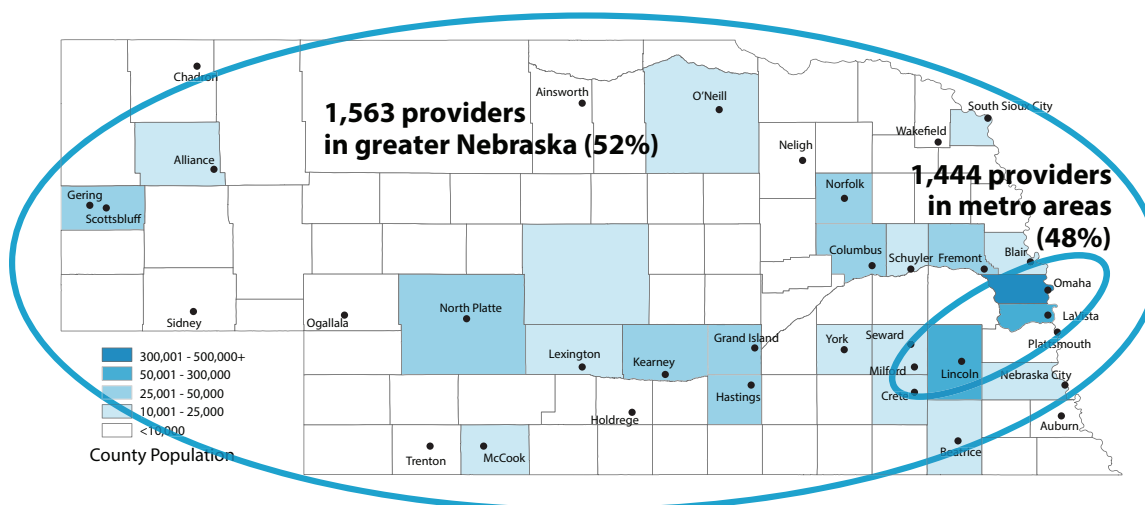 Chadron
Ainsworth
O'Neill
South Sioux City
1,563 providers
in greater Nebraska (52%)
Wakefield
Neligh
Alliance
1,444 providers
in metro areas
(48%)
Norfolk
Gering
Scottsbluff
Columbus
Schuyler
Fremont
Blair
Omaha
LaVista
Plattsmouth
Sidney
Ogallala
North Platte
Grand Island
York
Seward
Lexington
Kearney
Milford
Lincoln
Nebraska City
Hastings
Crete
Holdrege
Auburn
Trenton
McCook
Beatrice
300,001 - 500,000+
50,001 - 300,000
25,001 - 50,000
10,001 - 25,000
<10,000
County Population